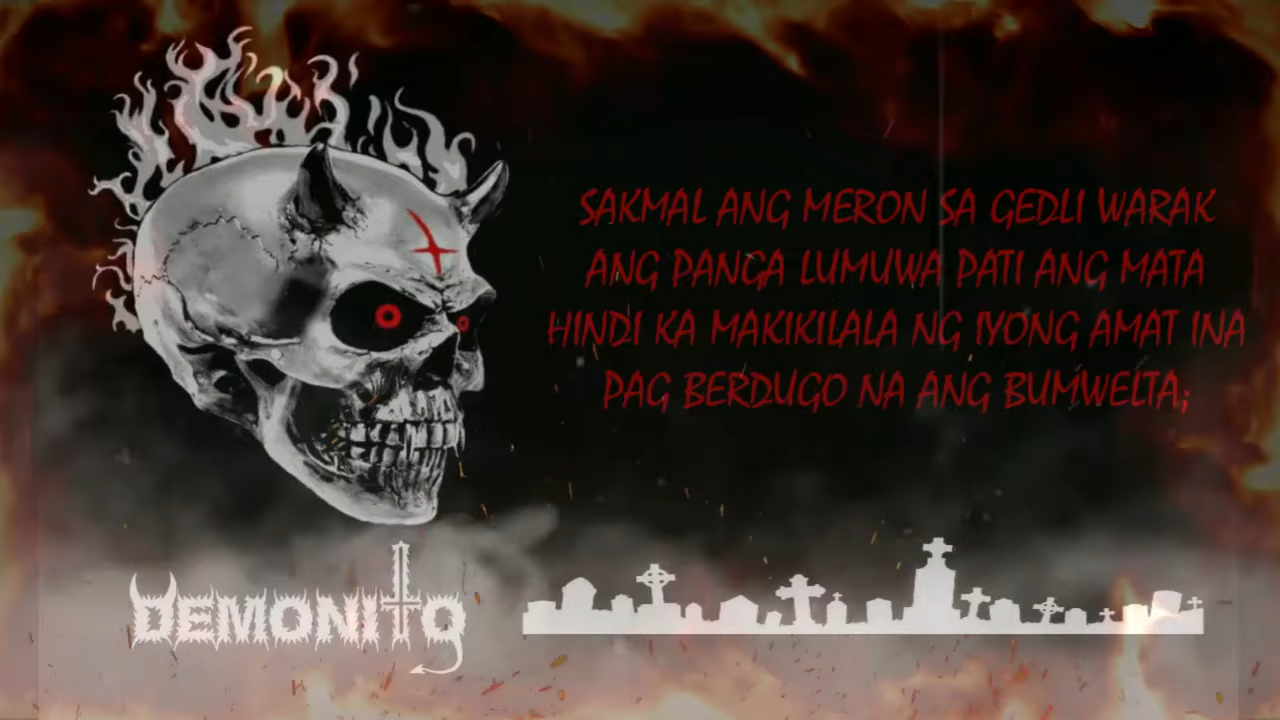 SAKMAL ANG MERON SA GEDLI WARAK
ANG PANGA LUMUWA PATI ANG MATA
HINDI KA MAKIKILALA NG IYONG AMAT INA
PAG BERDUGO NA ANG BUMWELTA;
DEMONITO